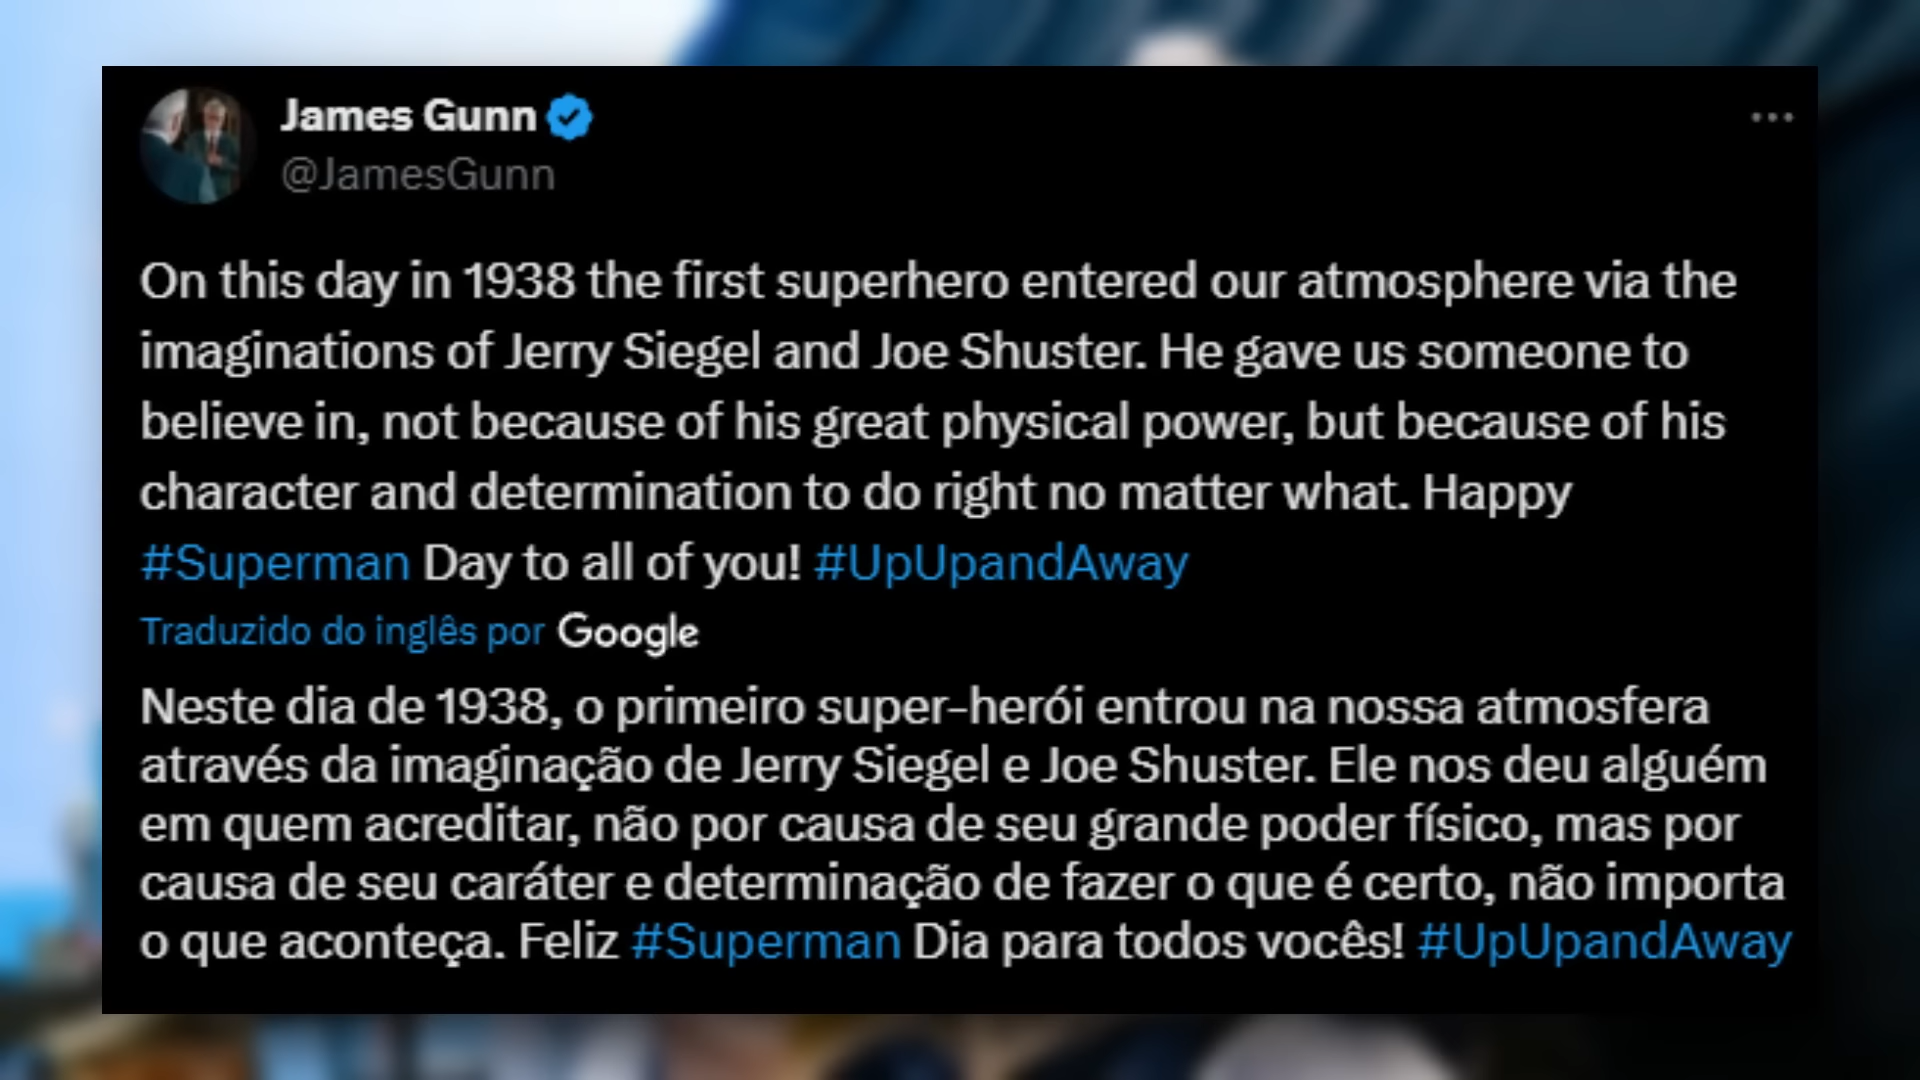 James Gunn
@JamesGunn
On this day in 1938 the first superhero entered our atmosphere via the
imaginations of Jerry Siegel and Joe Shuster. He gave us someone to
believe in, not because of his great physical power, but because of his
character and determination to do right no matter what. Happy
#Superman Day to all of you! #UpUpandAway
Traduzido do inglês por Google
Neste dia de 1938, o primeiro super-herói entrou na nossa atmosfera
através da imaginação de Jerry Siegel e Joe Shuster. Ele nos deu alguém
em quem acreditar, não por causa de seu grande poder físico, mas por
causa de seu caráter e determinação de fazer o que é certo, não importa
o que aconteça. Feliz #Superman Dia para todos vocês! #UpUpandAway